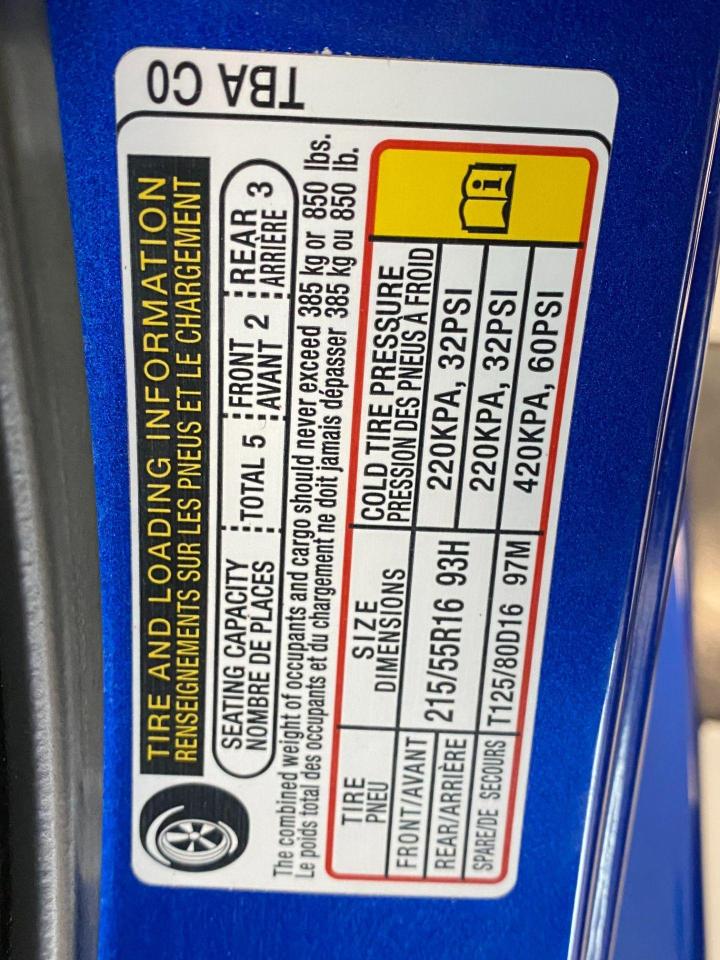 TIRE AND LOADING INFORMATION
RENSEIGNEMENTS SUR LES PNEUS ET LE CHARGEMENT
SEATING CAPACITY
NOMBRE DE PLACES
TOTAL 5
FRONT
AVANT 2
REAR
ARRIÈRE 3
The combined weight of occupants and cargo should never exceed 385 kg or 850 lbs.
Le poids total des occupants et du chargement ne doit jamais dépasser 385 kg ou 850 lb.
TIRE
PNEU
SIZE
DIMENSIONS
COLD TIRE PRESSURE
PRESSION DES PNEUS À FROID
FRONT/AVANT
220KPA, 32PSI
215/55R16 93H
REAR/ARRIÈRE
220KPA, 32PSI
SPARE/DE SECOURS
T125/80D16 97M
420KPA, 60PSI
TBA C0